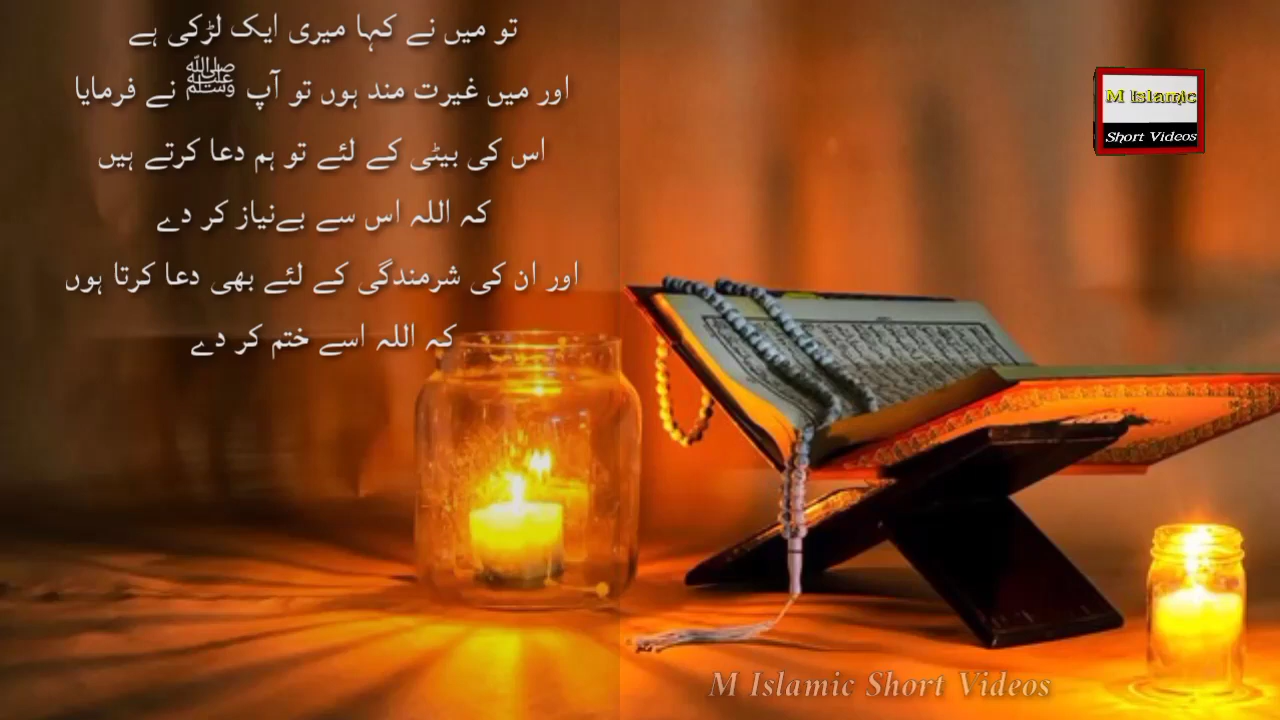 تو میں نے کہا میری ایک لڑکی ہے
اور میں غیرت مند ہوں تو آپ ﷺ نے فرمایا
اس کی بیٹی کے لئے تو ہم دعا کرتے ہیں
کہ اللہ اس سے بےنیاز کر دے
اور ان کی شرمندگی کے لئے بھی دعا کرتا ہوں
کہ اللہ اسے ختم کر دے
M Islamic
Short Videos
M Islamic Short Videos